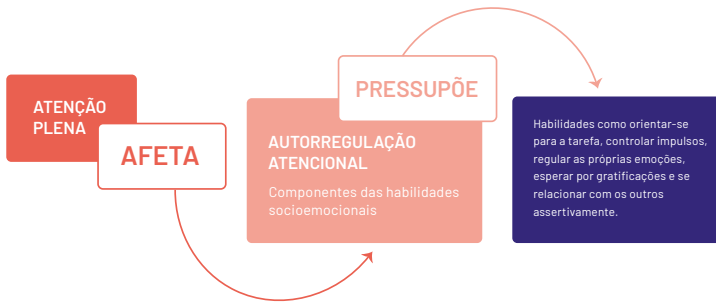 ATENÇÃO
PLENA
AFETA
PRESSUPÕE
AUTORREGULAÇÃO
ATENCIONAL
Componentes das habilidades
socioemocionais
Habilidades como orientar-se
para a tarefa, controlar impulsos,
regular as próprias emoções,
esperar por gratificações e se
relacionar com os outros
assertivamente.